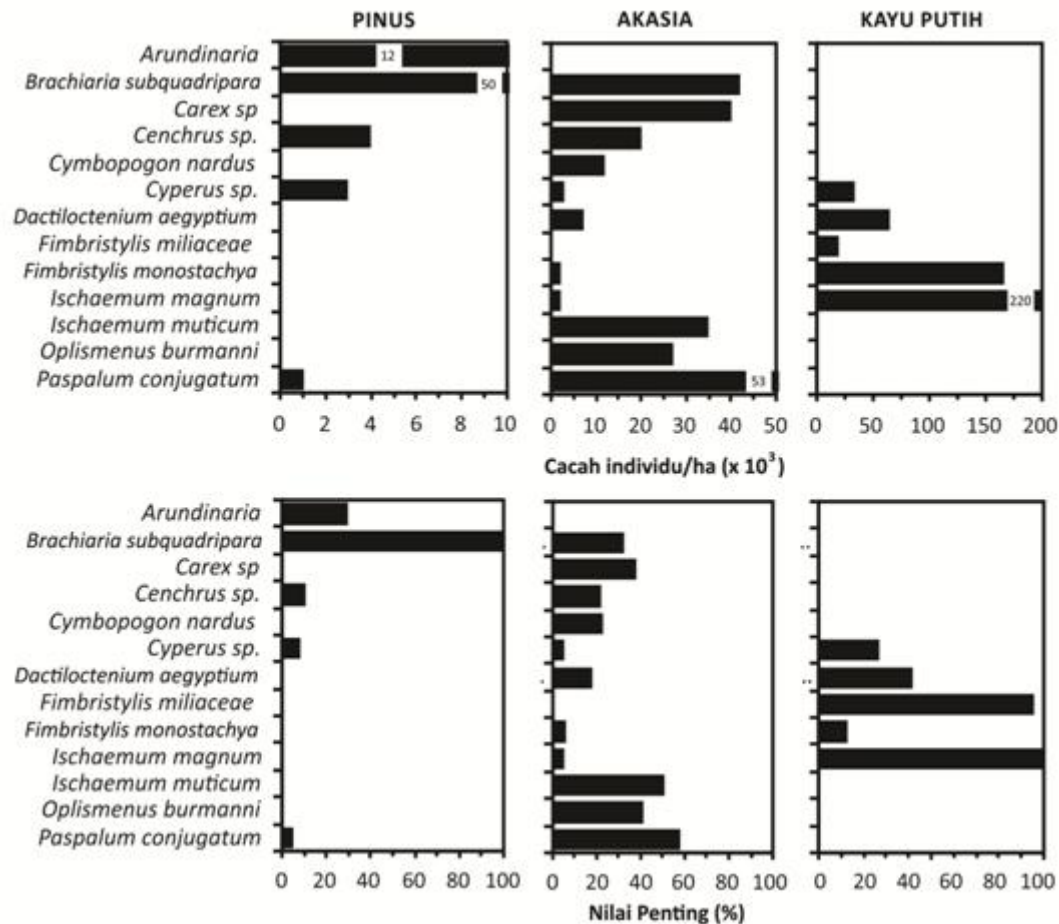 PINUS AKASIA KAYU PUTIH
Arundinaria 12
Brachiaria subquadripara 50
Carex sp
Cenchrus sp.
Cymbopogon nardus
Cyperus sp.
Dactiloctenium aegyptium
Fimbristylis miliaceae
Fimbristylis monostachya
Ischaemum magnum 220
Ischaemum muticum
Oplismenus burmanni
Paspalum conjugatum 53
0 2 4 6 8 10 0 10 20 30 40 50 0 50 100 150 200
Cacah individu/ha (x 10³)
Arundinaria
Brachiaria subquadripara
Carex sp
Cenchrus sp.
Cymbopogon nardus
Cyperus sp.
Dactiloctenium aegyptium
Fimbristylis miliaceae
Fimbristylis monostachya
Ischaemum magnum
Ischaemum muticum
Oplismenus burmanni
Paspalum conjugatum
0 20 40 60 80 100 0 20 40 60 80 100 0 20 40 60 80 100
Nilai Penting (%)